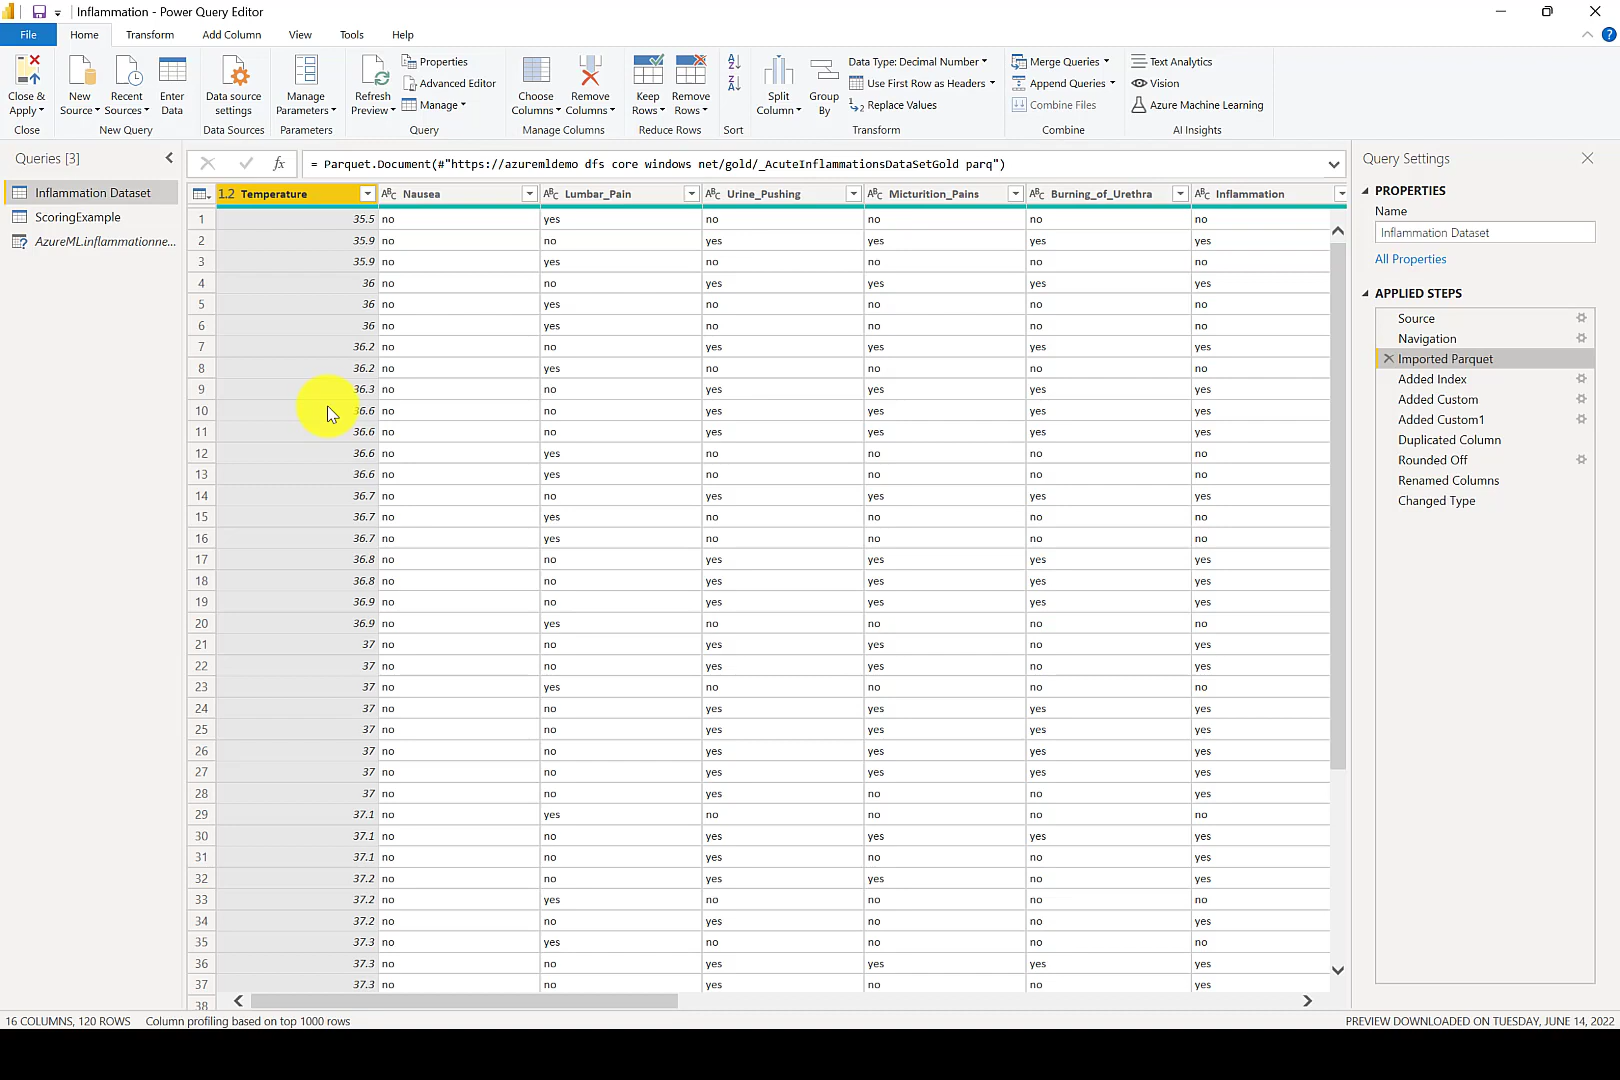 Inflammation - Power Query Editor
File Home Transform Add Column View Tools Help
Close & Apply
New Source
Recent Sources
Enter Data
Data source settings
Manage Parameters
Refresh Preview
Properties
Advanced Editor
Manage
Choose Columns
Remove Columns
Keep Rows
Remove Rows
Split Column
Group By
Data Type: Decimal Number
Use First Row as Headers
Replace Values
Merge Queries
Append Queries
Combine Files
Text Analytics
Vision
Azure Machine Learning
Close New Query Data Sources Parameters Query Manage Columns Reduce Rows Sort Transform Combine AI Insights
Queries [3]
Inflammation Dataset
ScoringExample
AzureML.inflammationne...
fx = Parquet.Document(#"https://azuremldemo dfs core windows net/gold/_AcuteInflammationsDataSetGold parq")
1.2 Temperature ABC Nausea ABC Lumbar_Pain ABC Urine_Pushing ABC Micturition_Pains ABC Burning_of_Urethra ABC Inflammation
1 35.5 no yes no no no no
2 35.9 no no yes yes yes yes
3 35.9 no yes no no no no
4 36 no no yes yes yes yes
5 36 no yes no no no no
6 36 no yes no no no no
7 36.2 no no yes yes yes yes
8 36.2 no yes no no no no
9 36.3 no no yes yes yes yes
10 36.6 no no yes yes yes yes
11 36.6 no no yes yes yes yes
12 36.6 no yes no no no no
13 36.6 no yes no no no no
14 36.7 no no yes yes yes yes
15 36.7 no yes no no no no
16 36.7 no yes no no no no
17 36.8 no no yes yes yes yes
18 36.8 no no yes yes yes yes
19 36.9 no no yes yes yes yes
20 36.9 no yes no no no no
21 37 no no yes yes no yes
22 37 no no yes yes no yes
23 37 no yes no no no no
24 37 no no yes yes yes yes
25 37 no no yes yes yes yes
26 37 no no yes yes yes yes
27 37 no no yes yes yes yes
28 37 no no yes no no yes
29 37.1 no yes no no no no
30 37.1 no no yes yes yes yes
31 37.1 no no yes no no yes
32 37.2 no no yes yes no yes
33 37.2 no yes no no no no
34 37.2 no no yes no no yes
35 37.3 no yes no no no no
36 37.3 no no yes yes yes yes
37 37.3 no no yes no no yes
38
Query Settings
PROPERTIES
Name
Inflammation Dataset
All Properties
APPLIED STEPS
Source
Navigation
Imported Parquet
Added Index
Added Custom
Added Custom1
Duplicated Column
Rounded Off
Renamed Columns
Changed Type
16 COLUMNS, 120 ROWS Column profiling based on top 1000 rows
PREVIEW DOWNLOADED ON TUESDAY, JUNE 14, 2022